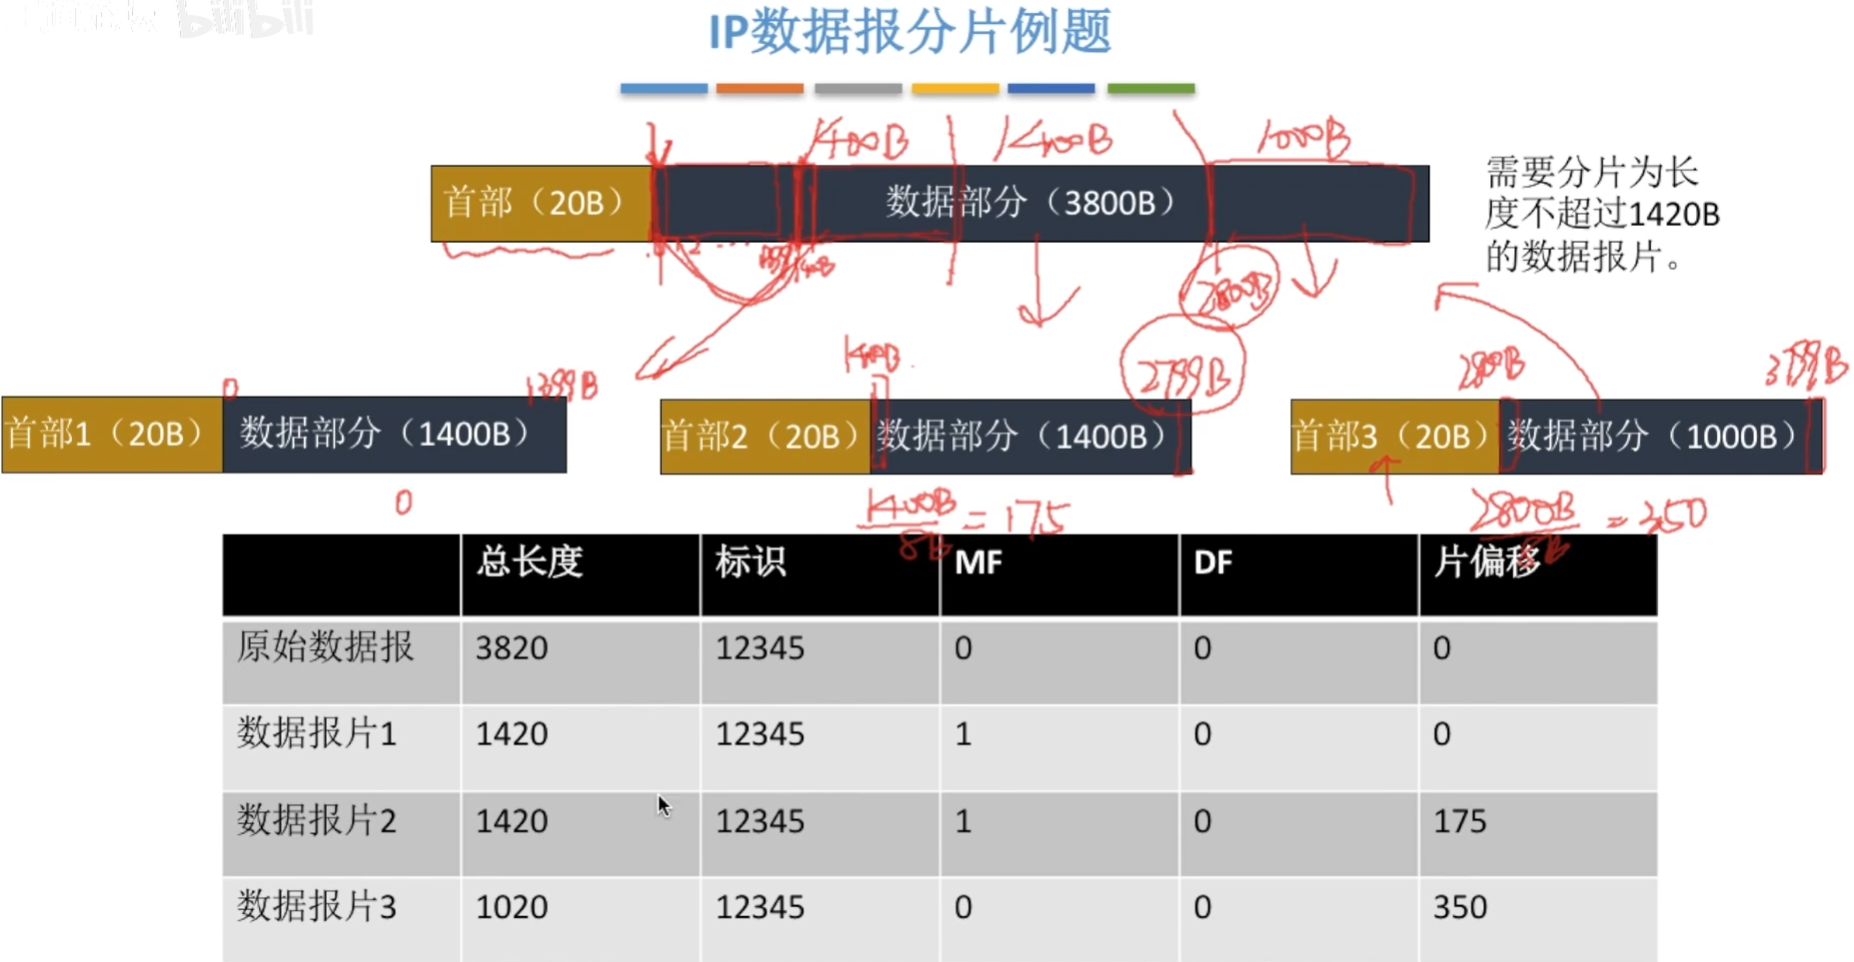 bilibili
IP数据报分片例题
1400B
1400B
1000B
首部（20B）
数据部分（3800B）
需要分片为长
度不超过1420B
的数据报片。
2800B
1400B
2799B
2800B
3799B
0
1399B
首部1（20B）
数据部分（1400B）
首部2（20B）
数据部分（1400B）
首部3（20B）
数据部分（1000B）
0
1400B/8B = 175
2800B/8B = 350
总长度 标识 MF DF 片偏移
原始数据报 3820 12345 0 0 0
数据报片1 1420 12345 1 0 0
数据报片2 1420 12345 1 0 175
数据报片3 1020 12345 0 0 350